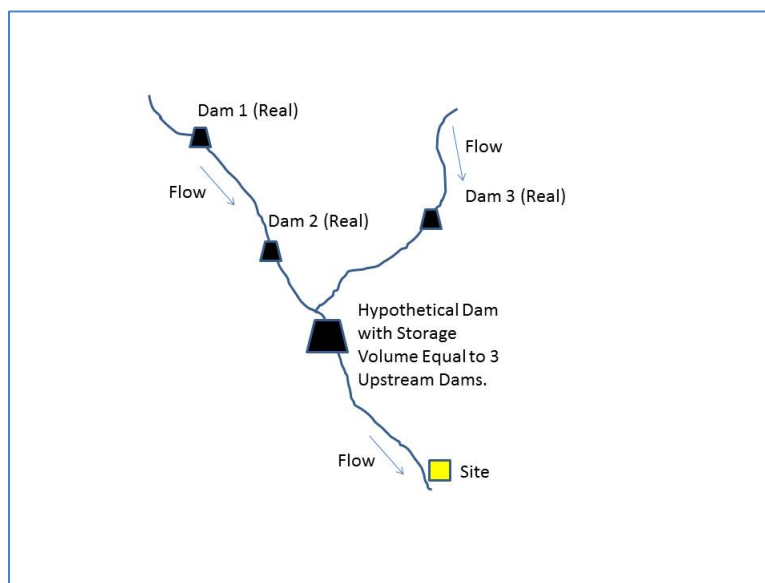 Dam 1 (Real)
Flow
Flow
Dam 3 (Real)
Dam 2 (Real)
Hypothetical Dam
with Storage
Volume Equal to 3
Upstream Dams.
Flow
Site